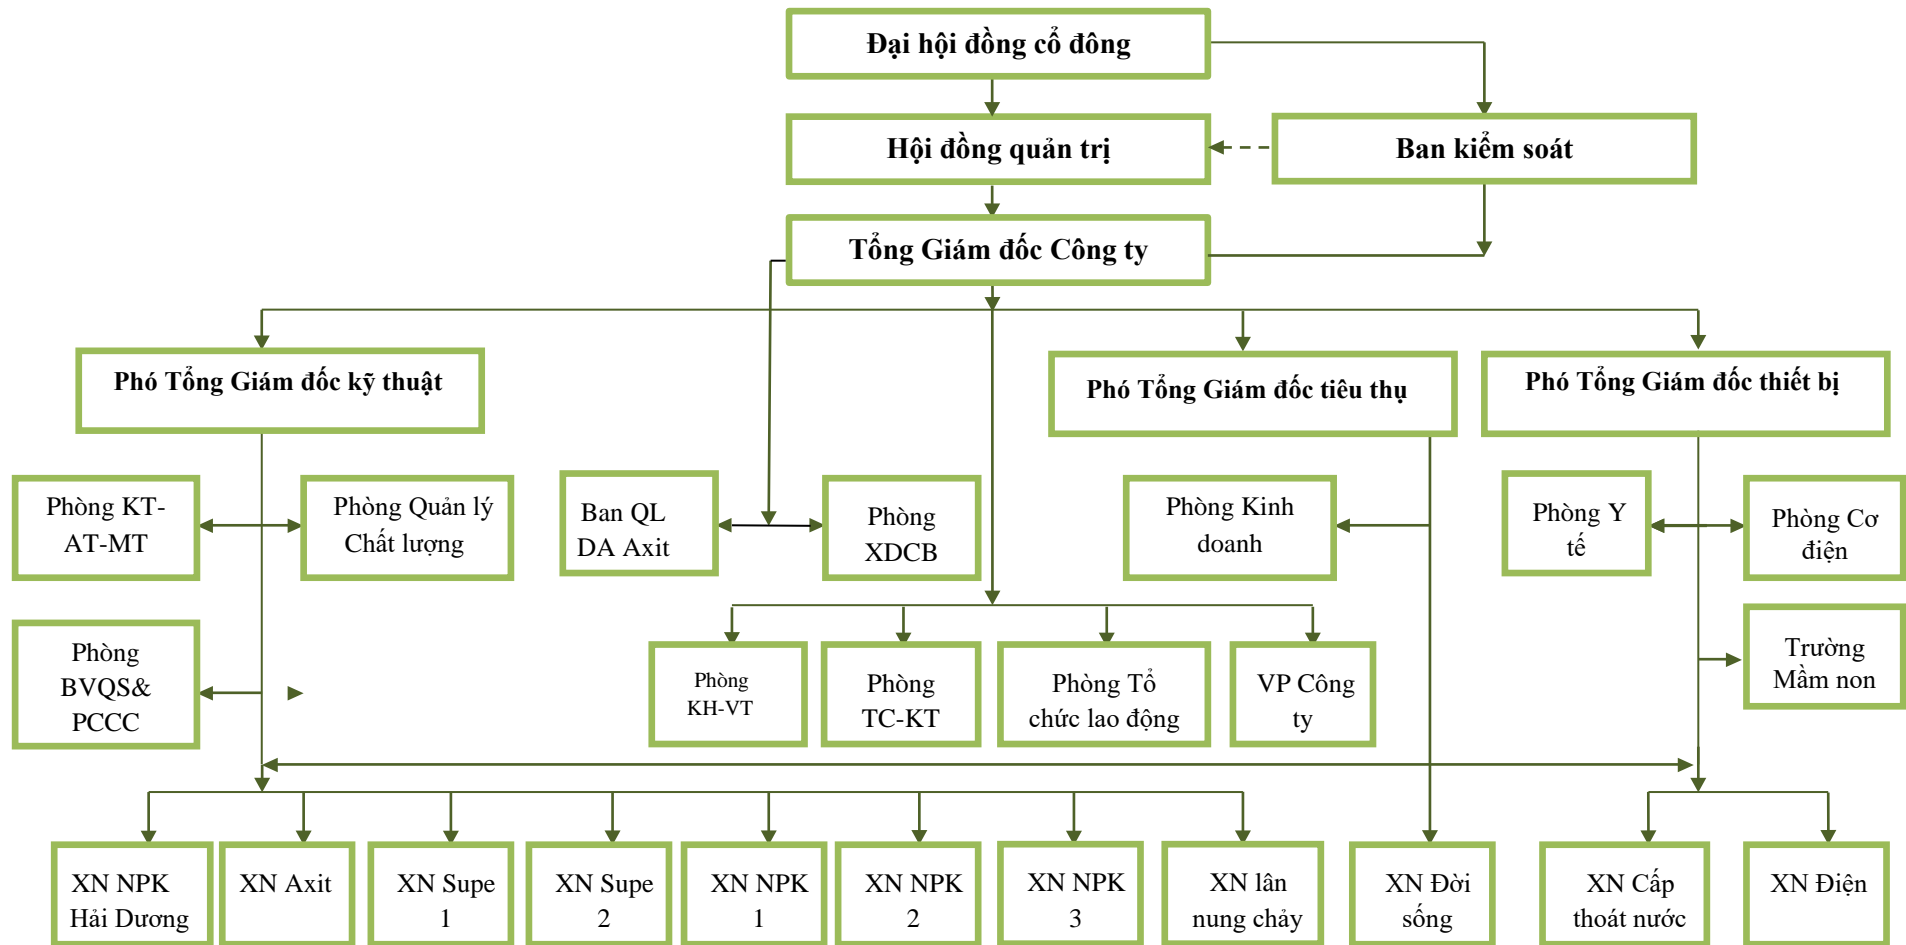 Đại hội đồng cổ đông
Hội đồng quản trị
Ban kiểm soát
Tổng Giám đốc Công ty
Phó Tổng Giám đốc kỹ thuật
Phó Tổng Giám đốc tiêu thụ
Phó Tổng Giám đốc thiết bị
Phòng KT-
AT-MT
Phòng Quản lý
Chất lượng
Ban QL
DA Axit
Phòng
XDCB
Phòng Kinh
doanh
Phòng Y
tế
Phòng Cơ
điện
Phòng
BVQS&
PCCC
Phòng
KH-VT
Phòng
TC-KT
Phòng Tổ
chức lao động
VP Công
ty
Trường
Mầm non
XN NPK
Hải Dương
XN Axit
XN Supe
1
XN Supe
2
XN NPK
1
XN NPK
2
XN NPK
3
XN lân
nung chảy
XN Đời
sống
XN Cấp
thoát nước
XN Điện